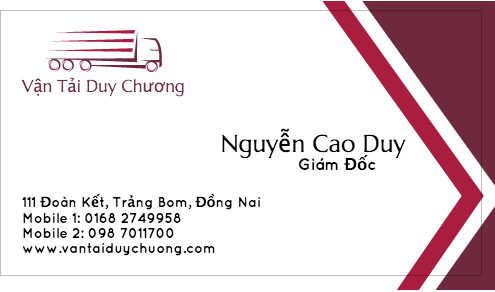 Vận Tải Duy Chương
Nguyễn Cao Duy
Giám Đốc
111 Đoàn Kết, Trảng Bom, Đồng Nai
Mobile 1: 0168 2749958
Mobile 2: 098 7011700
www.vantaiduychuong.com